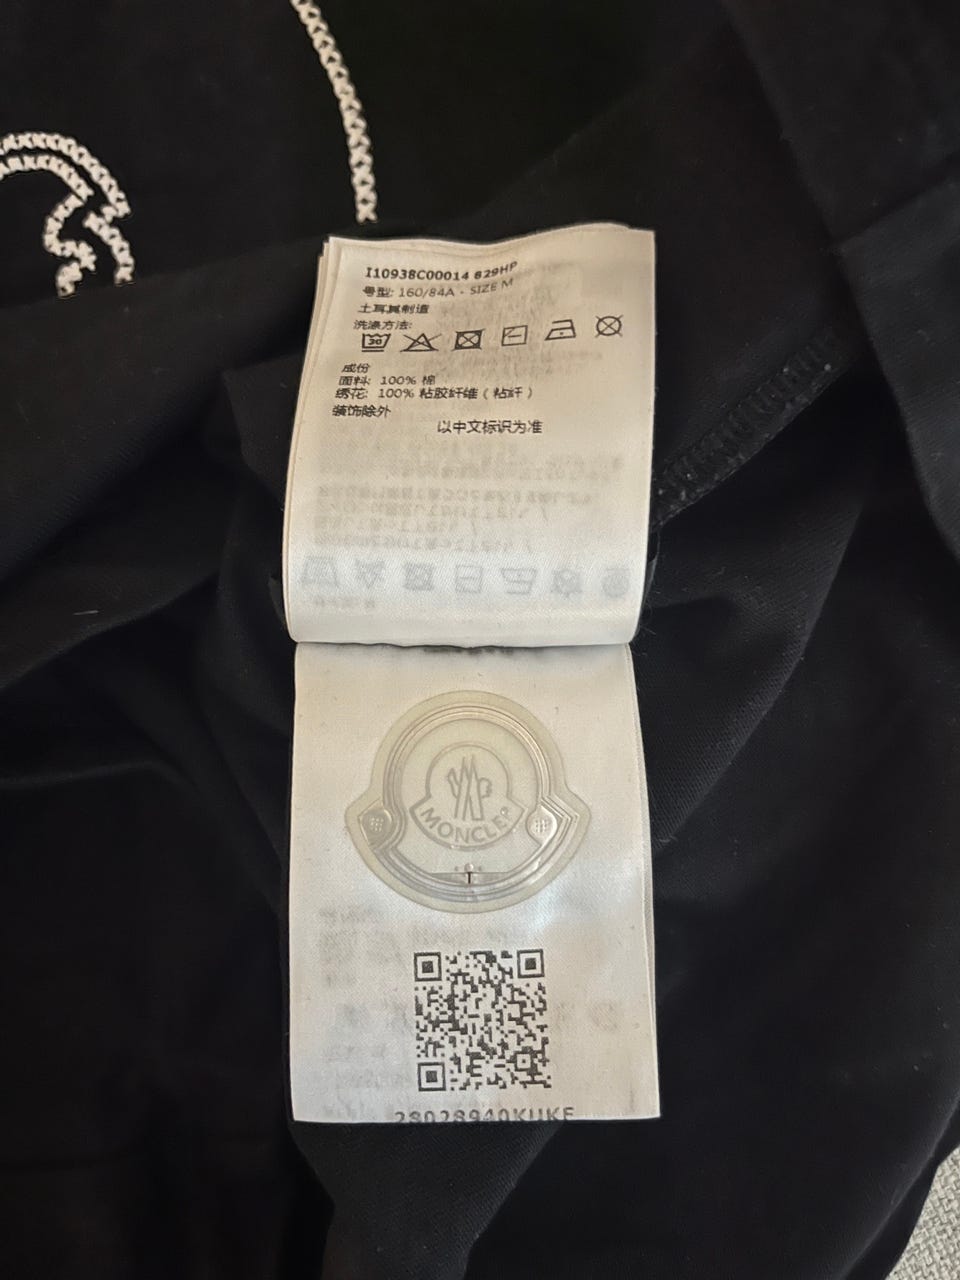 I10938C00014 829HP
号型: 160/84A - SIZE M
土耳其制造
洗涤方法:
30
成份
面料: 100% 棉
绣花: 100% 粘胶纤维 ( 粘纤 )
装饰除外
以中文标识为准
MONCLER
28028940KUKF